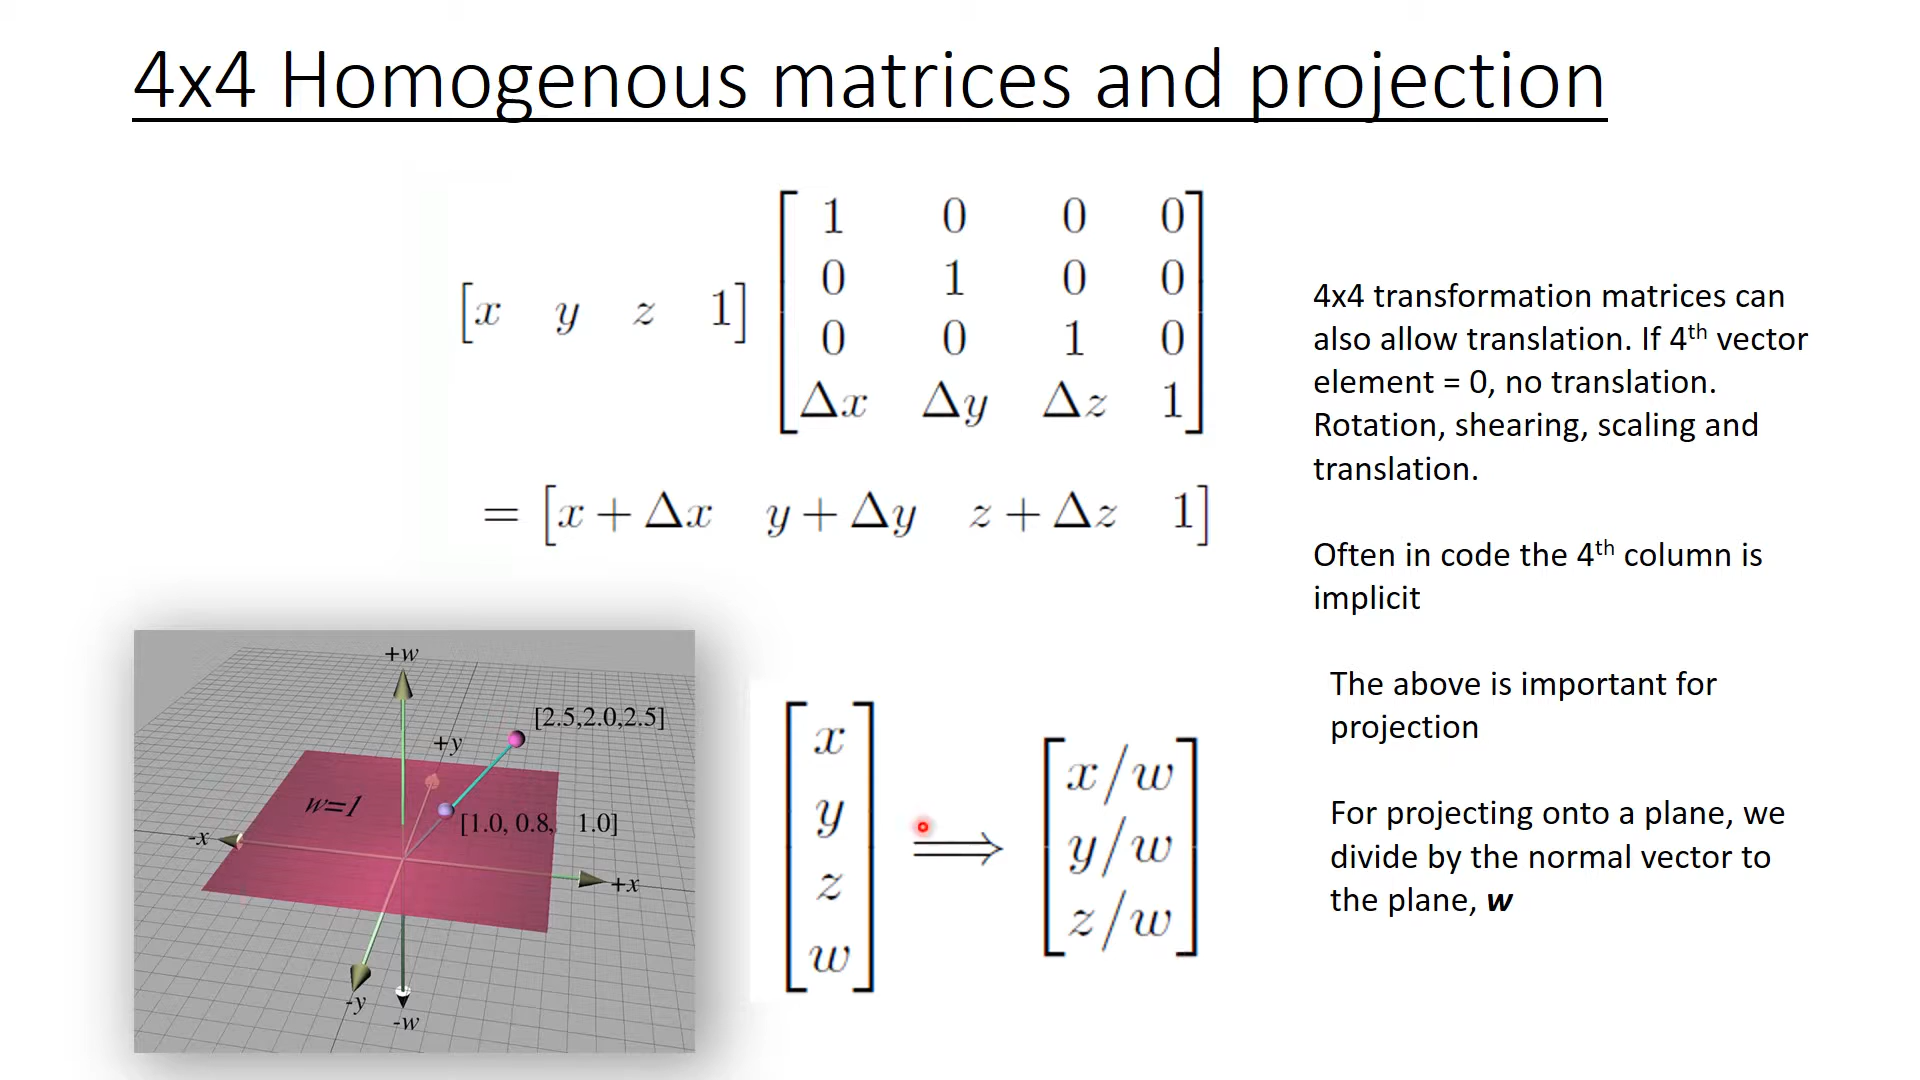 4x4 Homogenous matrices and projection
[x y z 1] [1 0 0 0
0 1 0 0
0 0 1 0
Δx Δy Δz 1]
= [x + Δx y + Δy z + Δz 1]
4x4 transformation matrices can
also allow translation. If 4th vector
element = 0, no translation.
Rotation, shearing, scaling and
translation.
Often in code the 4th column is
implicit
The above is important for
projection
For projecting onto a plane, we
divide by the normal vector to
the plane, w
+w
[2.5,2.0,2.5]
+y
w=1
[1.0, 0.8, 1.0]
-x
+x
-y
-w
[x
y
z
w]
⟹
[x/w
y/w
z/w]